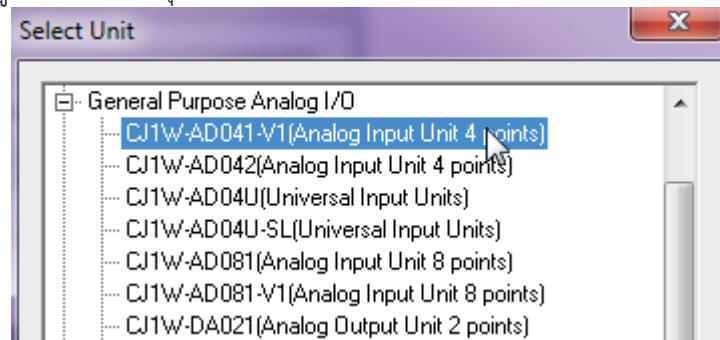 Select Unit
General Purpose Analog I/O
CJ1W-AD041-V1(Analog Input Unit 4 points)
CJ1W-AD042(Analog Input Unit 4 points)
CJ1W-AD04U(Universal Input Units)
CJ1W-AD04U-SL(Universal Input Units)
CJ1W-AD081(Analog Input Unit 8 points)
CJ1W-AD081-V1(Analog Input Unit 8 points)
CJ1W-DA021(Analog Output Unit 2 points)